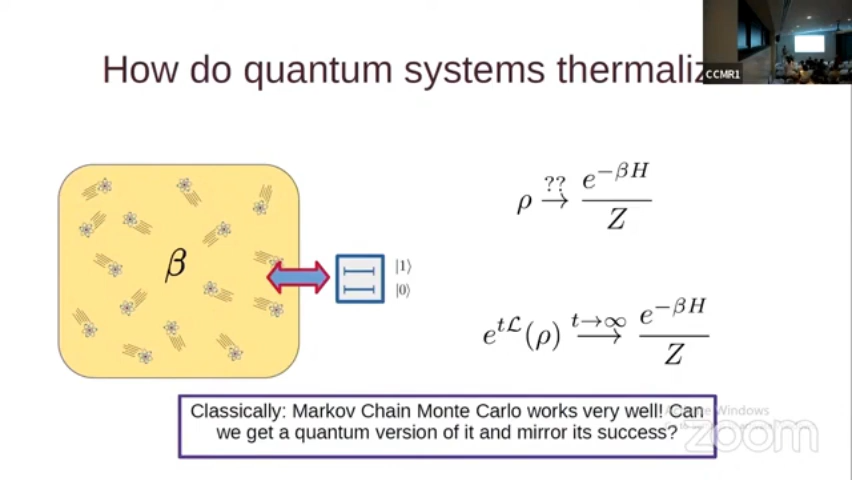 How do quantum systems thermaliz
CCMR1
β
|1⟩
|0⟩
ρ ??→ e^{-βH}/Z
e^{tℒ}(ρ) t→∞⟶ e^{-βH}/Z
Classically: Markov Chain Monte Carlo works very well! Can
we get a quantum version of it and mirror its success?
Windows
zoom